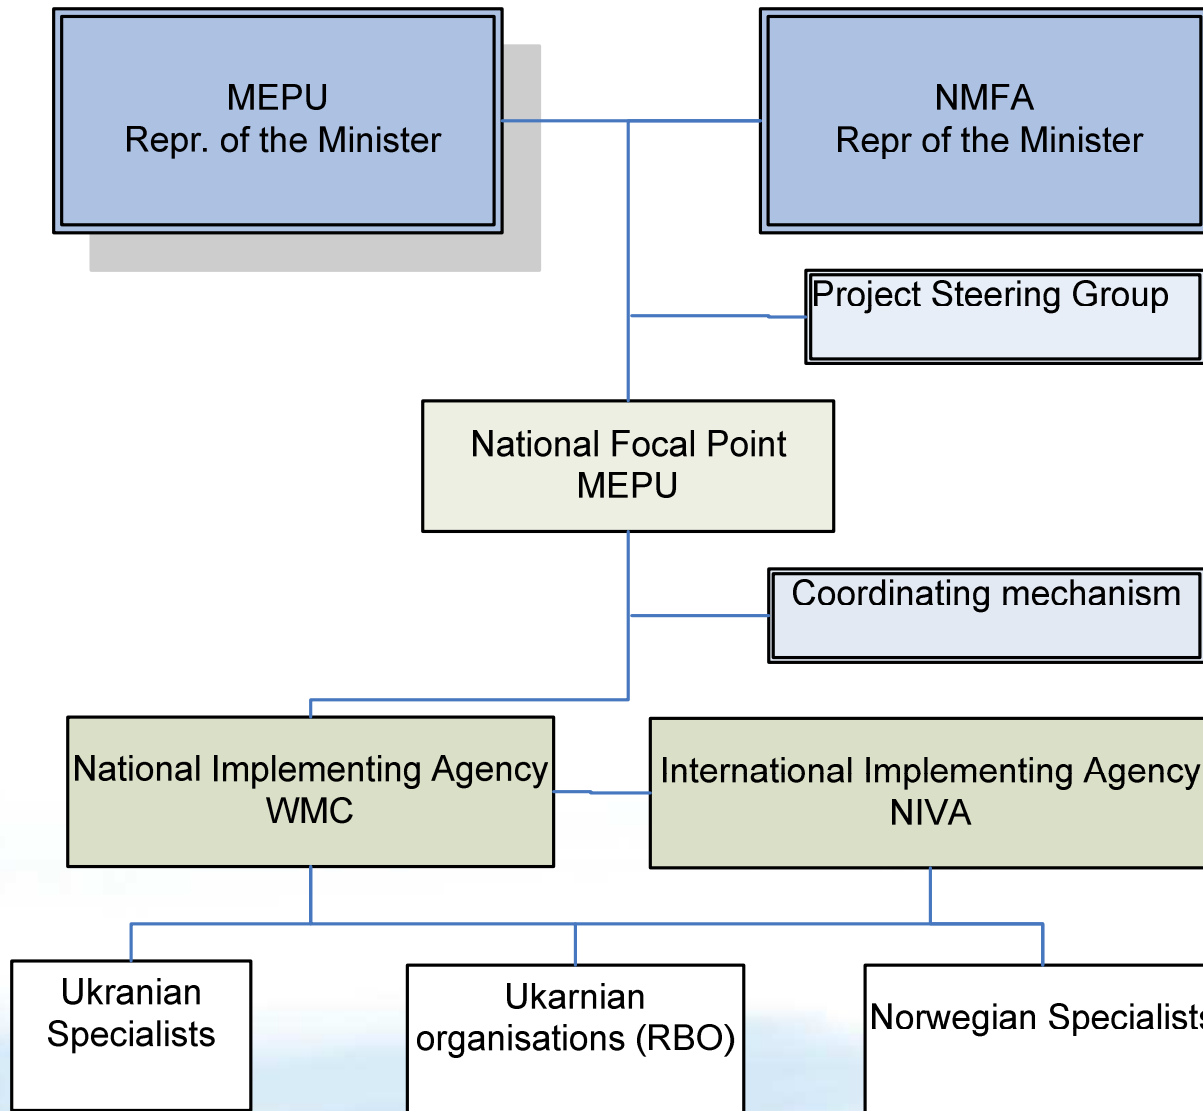 MEPU
Repr. of the Minister
NMFA
Repr of the Minister
Project Steering Group
National Focal Point
MEPU
Coordinating mechanism
National Implementing Agency
WMC
International Implementing Agency
NIVA
Ukranian
Specialists
Ukarnian
organisations (RBO)
Norwegian Specialists